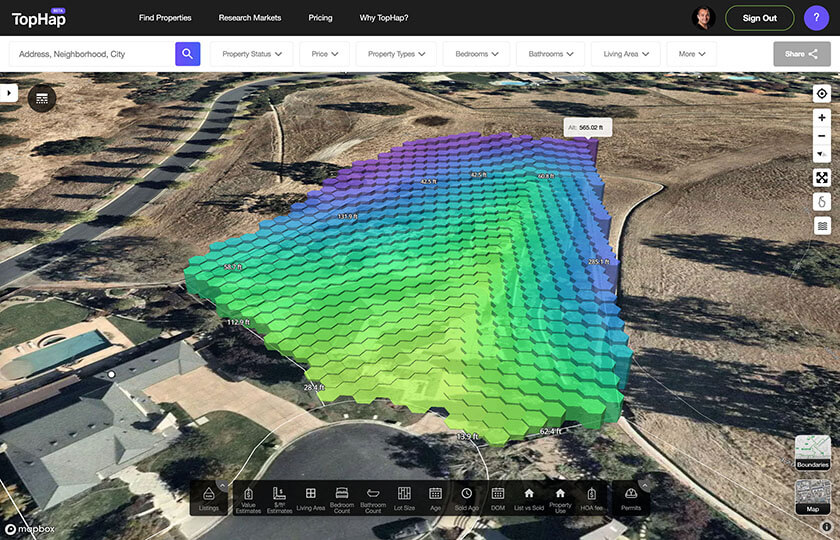 TopHap BETA
Find Properties
Research Markets
Pricing
Why TopHap?
Sign Out
?
Address, Neighborhood, City
Property Status
Price
Property Types
Bedrooms
Bathrooms
Living Area
More
Share
Alt: 565.02 ft
42.5 ft
42.5 ft
60.8 ft
131.9 ft
58.2 ft
285.1 ft
112.9 ft
28.4 ft
13.9 ft
62.4 ft
Boundaries
Map
Listings
Value Estimates
$/ft² Estimates
Living Area
Bedroom Count
Bathroom Count
Lot Size
Age
Sold Ago
DOM
List vs Sold
Property Use
HOA fee
Permits
mapbox